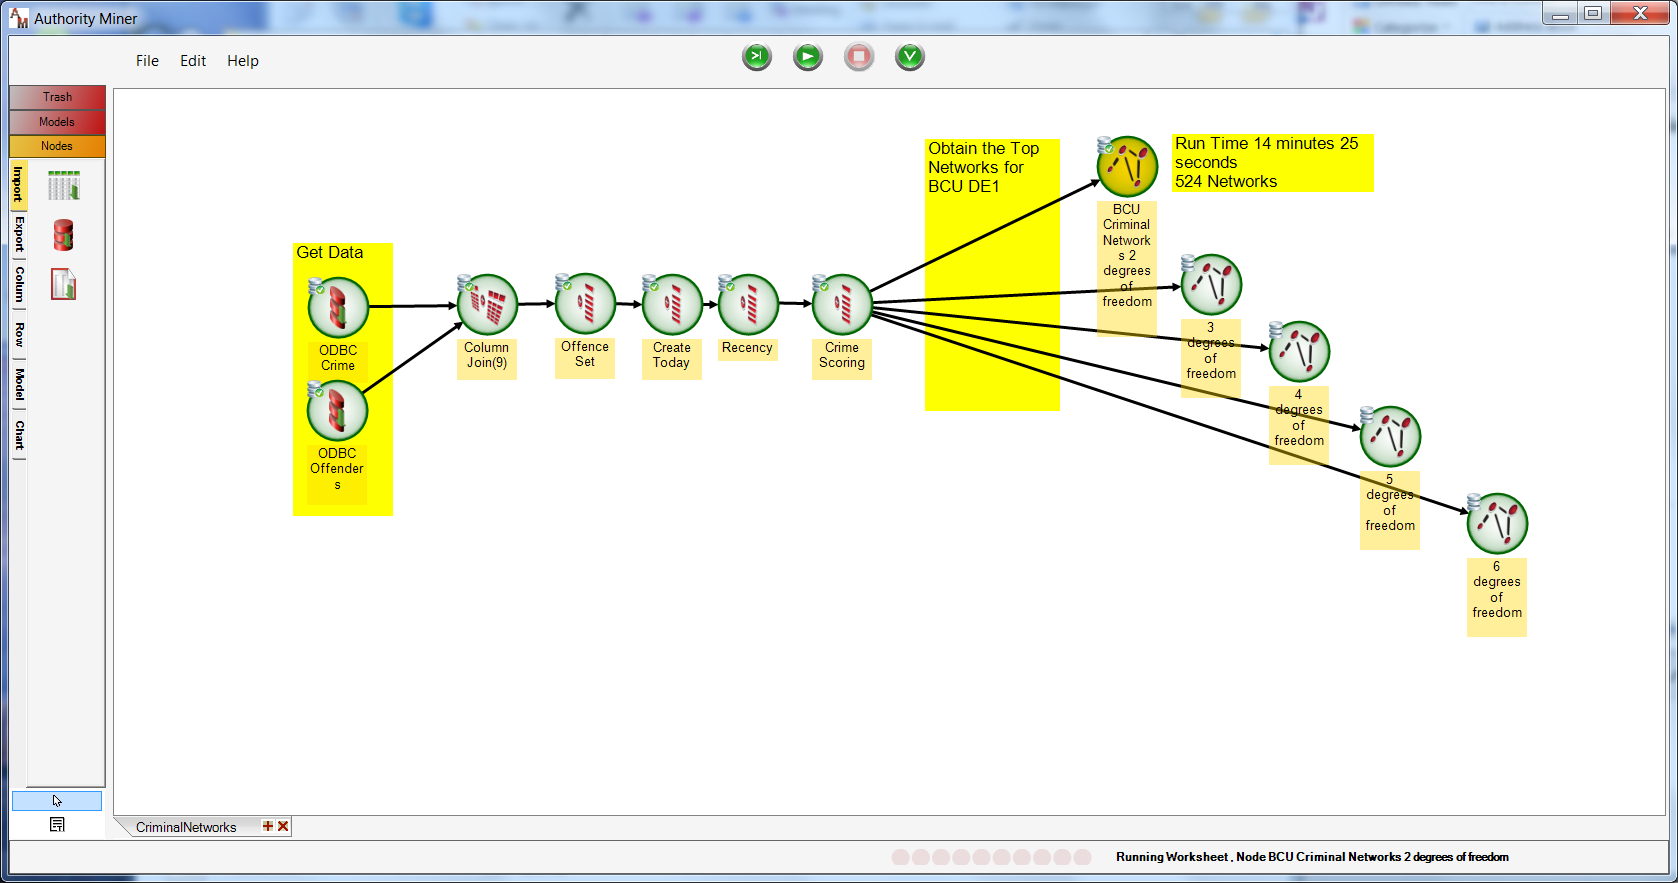 Authority Miner
File Edit Help
Trash
Models
Nodes
Import
Export
Column
Row
Model
Chart
Get Data
ODBC
Crime
ODBC
Offender
s
Column
Join(9)
Offence
Set
Create
Today
Recency
Crime
Scoring
Obtain the Top
Networks for
BCU DE1
BCU
Criminal
Network
s 2
degrees
of
freedom
Run Time 14 minutes 25
seconds
524 Networks
3
degrees
of
freedom
4
degrees
of
freedom
5
degrees
of
freedom
6
degrees
of
freedom
CriminalNetworks
Running Worksheet , Node BCU Criminal Networks 2 degrees of freedom